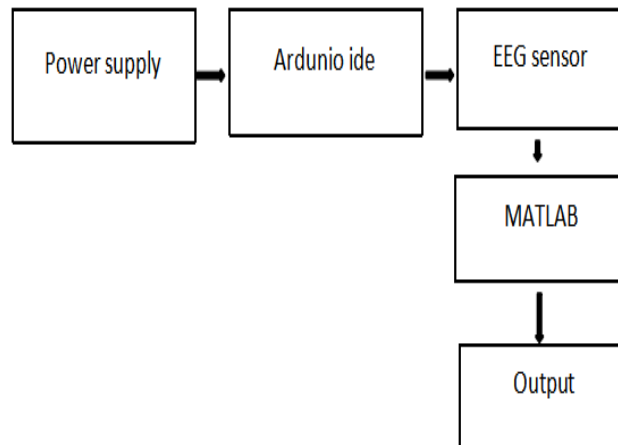 Power supply
Ardunio ide
EEG sensor
MATLAB
Output